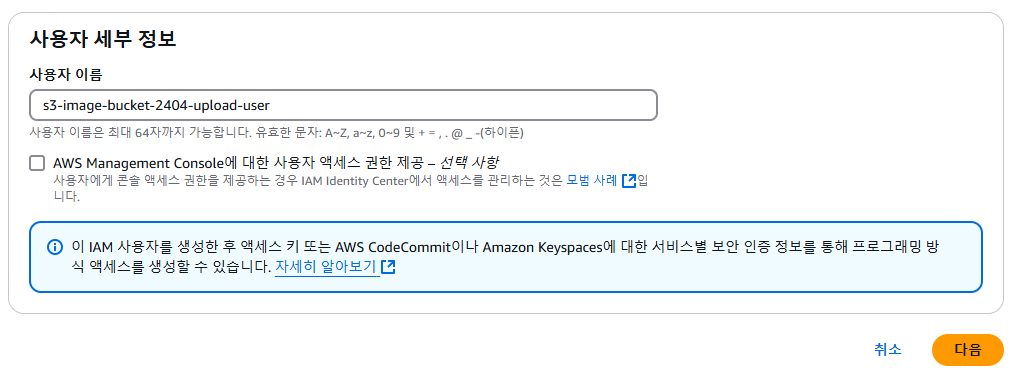 사용자 세부 정보
사용자 이름
s3-image-bucket-2404-upload-user
사용자 이름은 최대 64자까지 가능합니다. 유효한 문자: A~Z, a~z, 0~9 및 + = , . @ _ -(하이픈)
AWS Management Console에 대한 사용자 액세스 권한 제공 – 선택 사항
사용자에게 콘솔 액세스 권한을 제공하는 경우 IAM Identity Center에서 액세스를 관리하는 것은 모범 사례 입
니다.
이 IAM 사용자를 생성한 후 액세스 키 또는 AWS CodeCommit이나 Amazon Keyspaces에 대한 서비스별 보안 인증 정보를 통해 프로그래밍 방
식 액세스를 생성할 수 있습니다. 자세히 알아보기
취소 다음